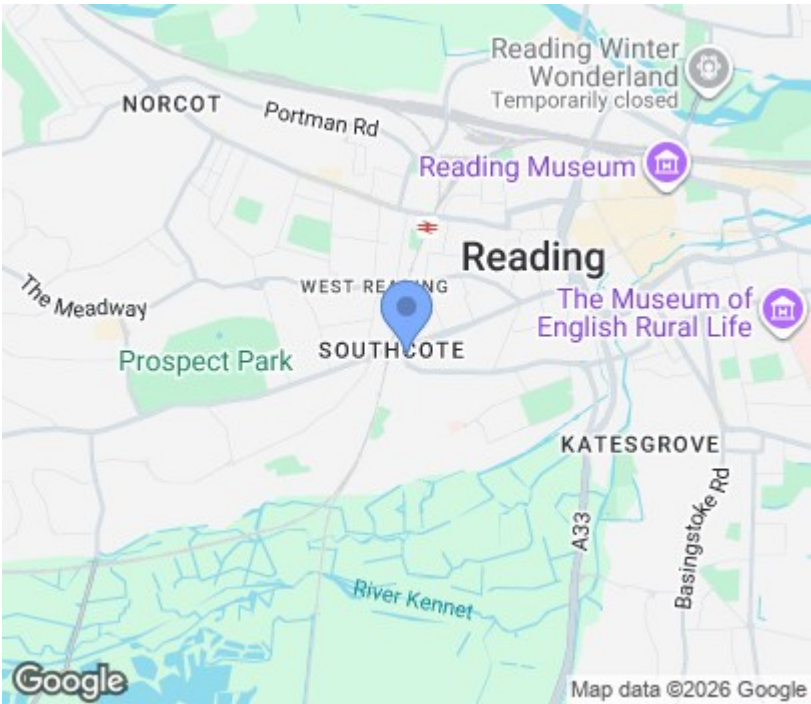 Reading Winter
Wonderland
Temporarily closed
NORCOT
Portman Rd
Reading Museum
Reading
WEST READING
The Meadway
The Museum of
English Rural Life
Prospect Park
SOUTHCOTE
KATESGROVE
Basingstoke Rd
A33
River Kennet
Google
Map data ©2026 Google